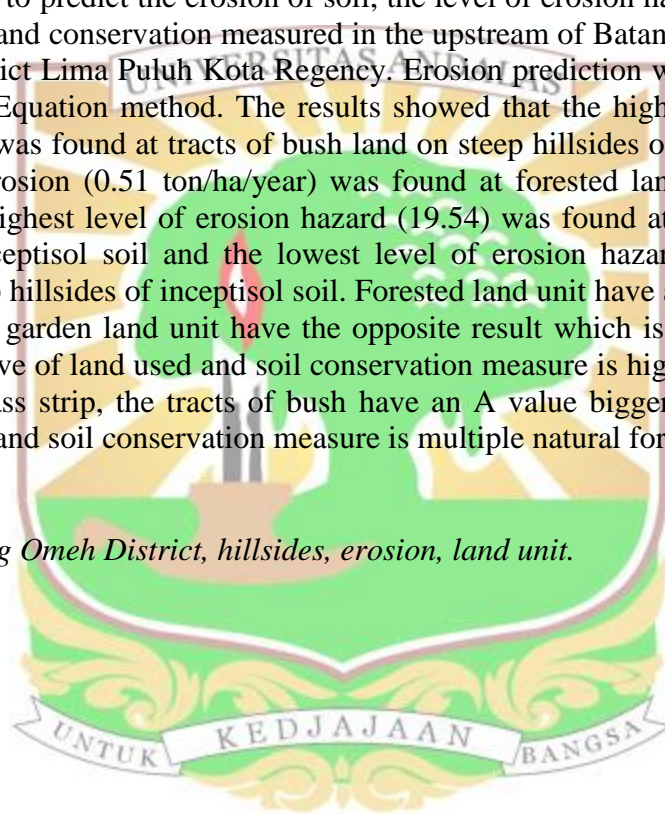 to predict the erosion of soil, the level of erosion
and conservation measured in the upstream of Batan
ict Lima Puluh Kota Regency. Erosion prediction w
UNIVERSITAS ANDALAS
Equation method. The results showed that the high
was found at tracts of bush land on steep hillsides o
rosion (0.51 ton/ha/year) was found at forested lan
ighest level of erosion hazard (19.54) was found at
ceptisol soil and the lowest level of erosion hazar
hillsides of inceptisol soil. Forested land unit have a
garden land unit have the opposite result which is
ve of land used and soil conservation measure is hig
ass strip, the tracts of bush have an A value bigger
and soil conservation measure is multiple natural for
g Omeh District, hillsides, erosion, land unit.
UNTUK KEDJAJAAN BANGSA